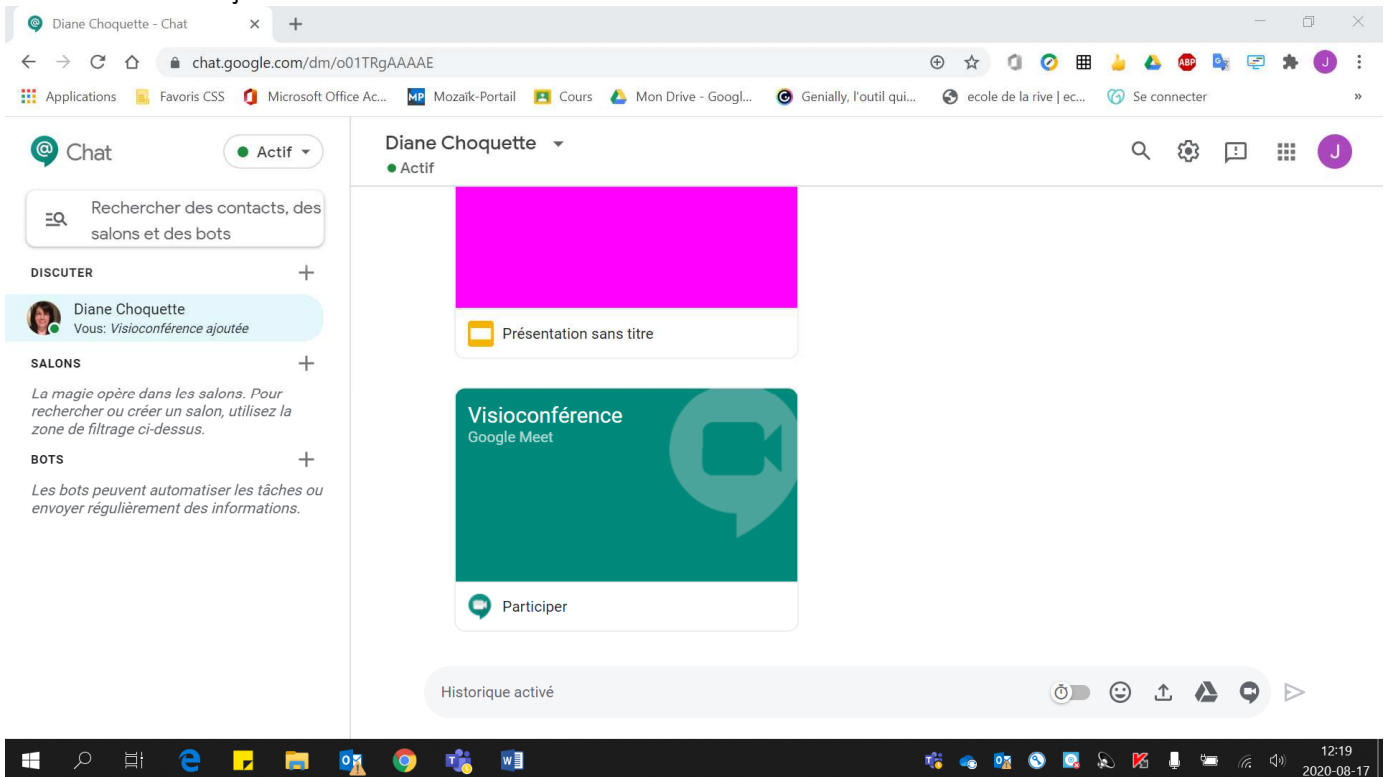 Diane Choquette - Chat
chat.google.com/dm/o01TRgAAAAE
ABP
J
Applications
Favoris CSS
Microsoft Office Ac...
MP
Mozaïk-Portail
Cours
Mon Drive - Googl...
Genially, l'outil qui...
ecole de la rive | ec...
Se connecter
»
Chat
Actif
Diane Choquette
Actif
J
Rechercher des contacts, des
salons et des bots
DISCUTER
Diane Choquette
Vous: Visioconférence ajoutée
SALONS
La magie opère dans les salons. Pour
rechercher ou créer un salon, utilisez la
zone de filtrage ci-dessus.
BOTS
Les bots peuvent automatiser les tâches ou
envoyer régulièrement des informations.
Présentation sans titre
Visioconférence
Google Meet
Participer
Historique activé
12:19
2020-08-17